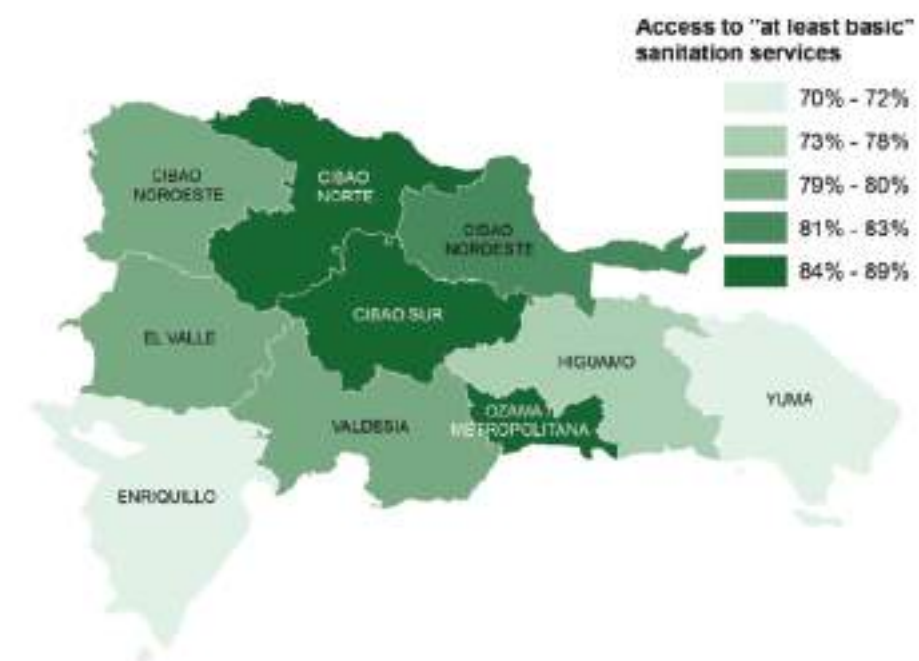 Access to "at least basic"
sanitation services
70% - 72%
73% - 78%
79% - 80%
81% - 83%
84% - 89%
CIBAO
NOROESTE
CIBAO
NORTE
CIBAO
NORDESTE
CIBAO SUR
EL VALLE
HIGUAMO
YUMA
VALDESIA
OZAMA
METROPOLITANA
ENRIQUILLO